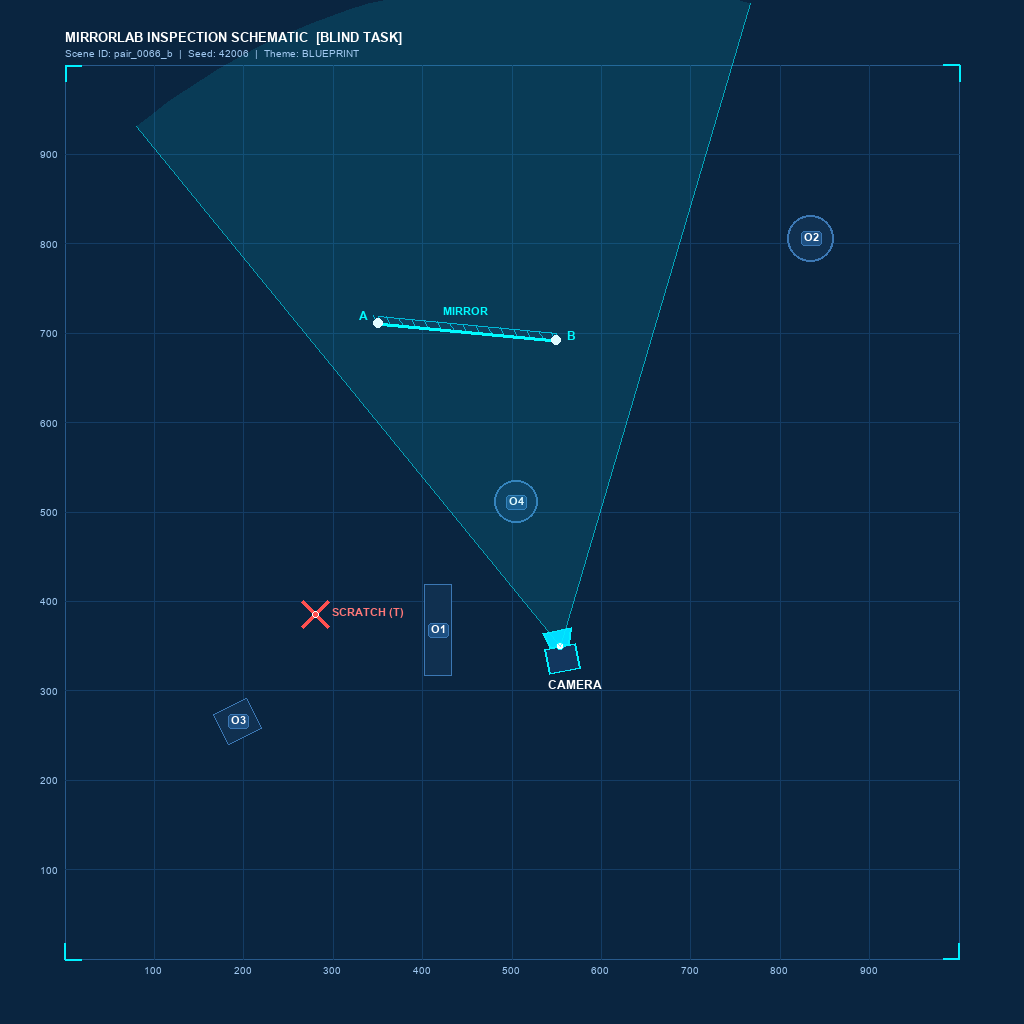 MIRRORLAB INSPECTION SCHEMATIC  [BLIND TASK]
Scene ID: pair_0066_b  |  Seed: 42006  |  Theme: BLUEPRINT
900
O2
800
MIRROR
A
B
700
600
O4
500
400
SCRATCH (T)
O1
CAMERA
300
O3
200
100
100 200 300 400 500 600 700 800 900